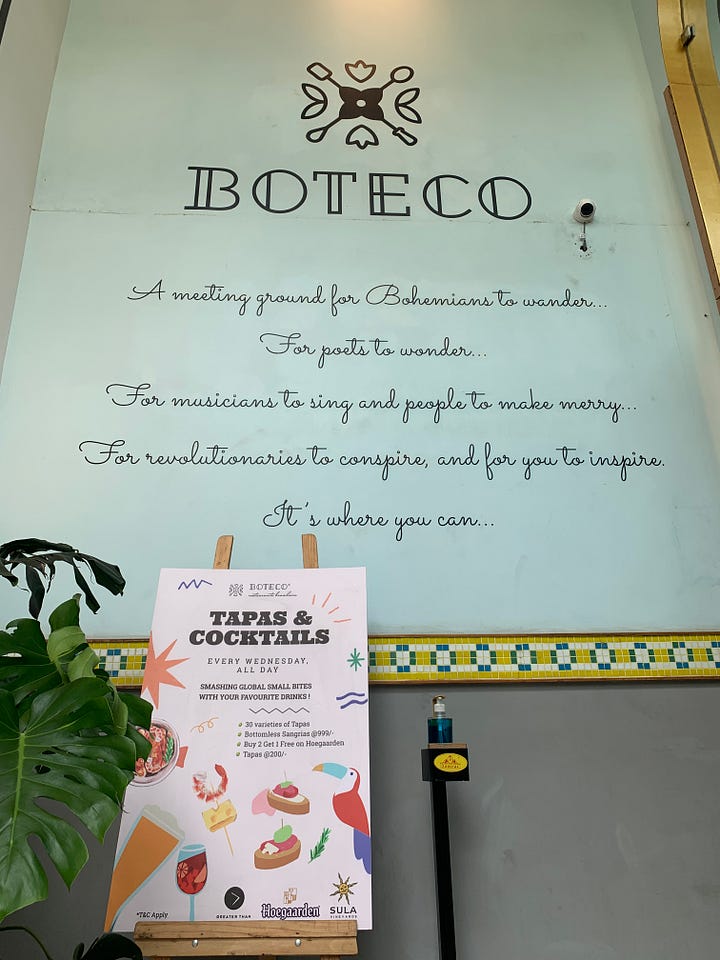 BOTECO
A meeting ground for Bohemians to wander...
For poets to wonder...
For musicians to sing and people to make merry...
For revolutionaries to conspire, and for you to inspire.
It's where you can...
BOTECO
TAPAS &
COCKTAILS
EVERY WEDNESDAY,
ALL DAY
SMASHING GLOBAL SMALL BITES
WITH YOUR FAVOURITE DRINKS !
30 varieties of Tapas
Bottomless Sangrias @999/-
Buy 2 Get 1 Free on Hoegaarden
Tapas @200/-
*T&C Apply
GREATER THAN
Hoegaarden
SULA
VINEYARDS